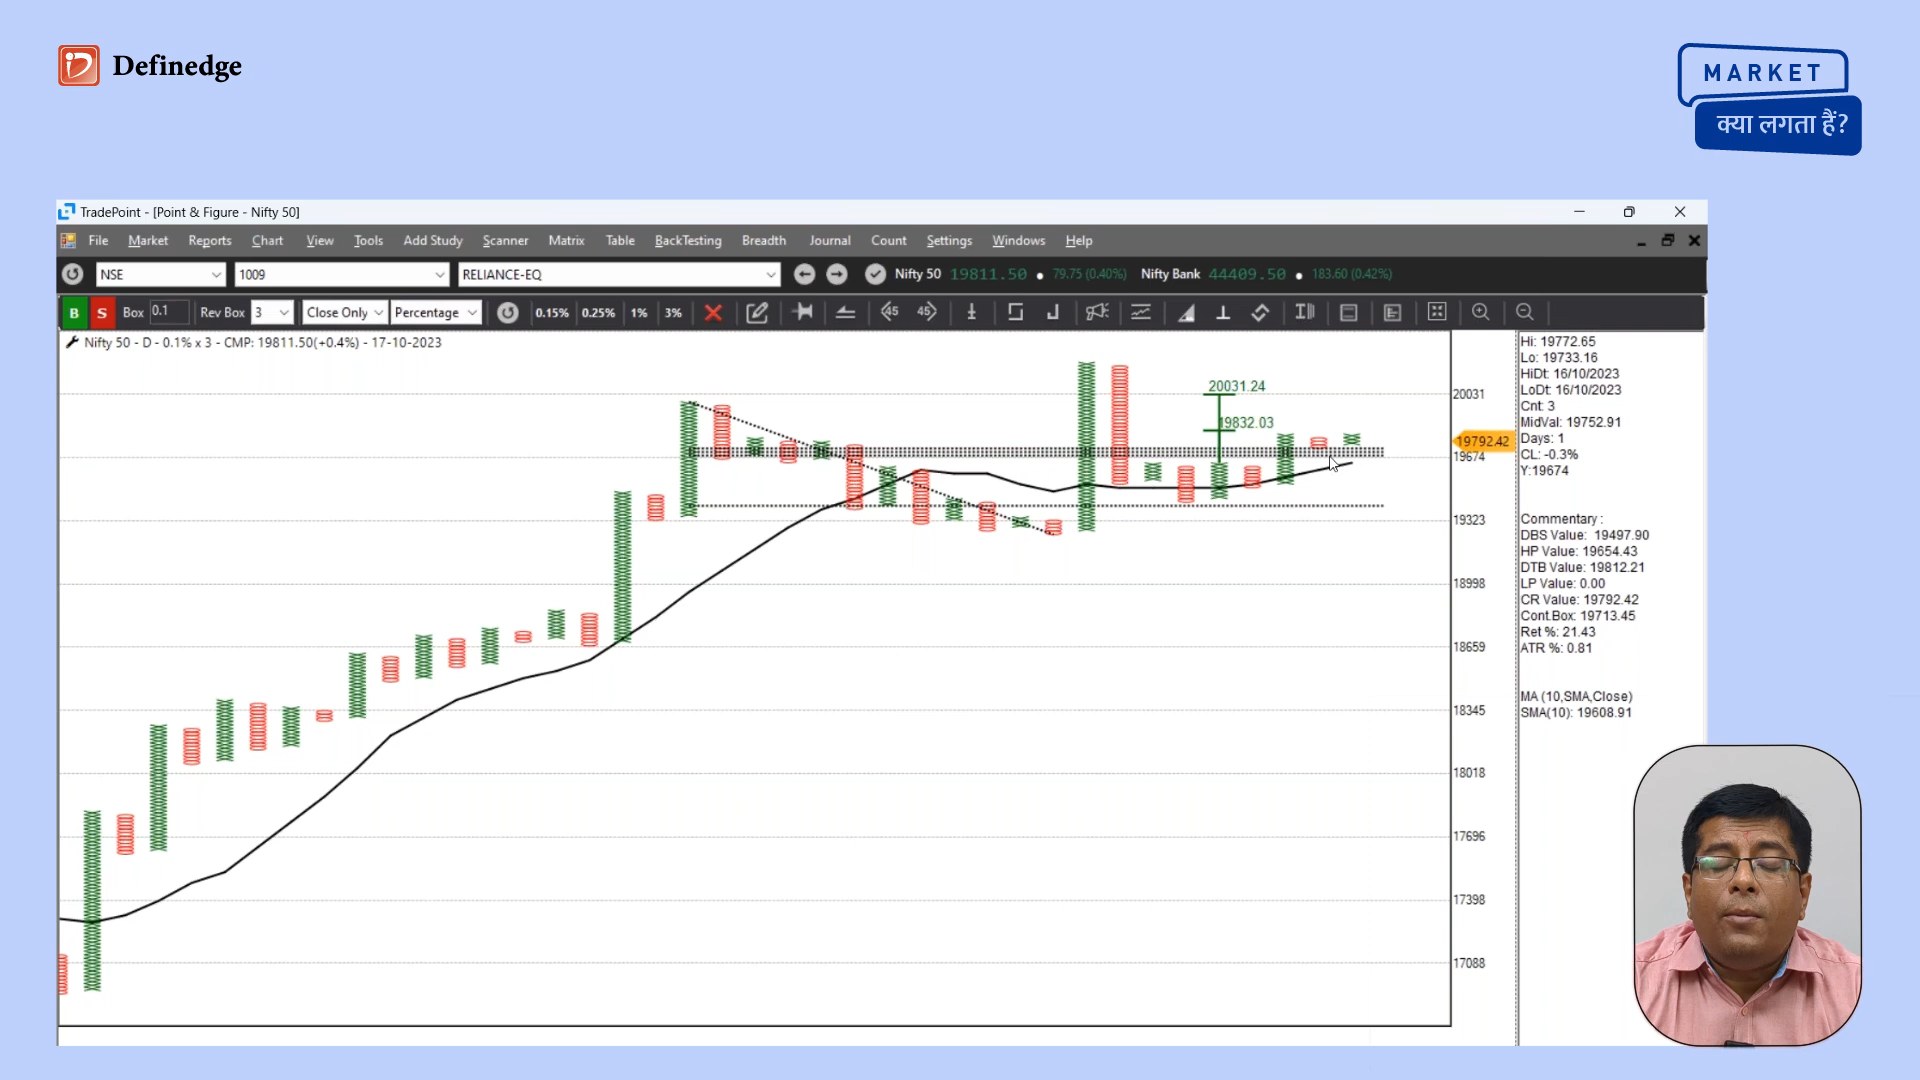 Definedge
MARKET
क्या लगता हैं?
TradePoint - [Point & Figure - Nifty 50]
File Market Reports Chart View Tools Add Study Scanner Matrix Table BackTesting Breadth Journal Count Settings Windows Help
NSE 1009 RELIANCE-EQ Nifty 50 19811.50 79.75 (0.40%) Nifty Bank 44409.50 183.60 (0.42%)
B S Box 0.1 Rev Box 3 Close Only Percentage 0.15% 0.25% 1% 3% 45 45
Nifty 50 - D - 0.1% x 3 - CMP: 19811.50(+0.4%) - 17-10-2023
20031.24
19832.03
20031
19792.42
19674
19323
18998
18659
18345
18018
17696
17398
17088
Hi: 19772.65
Lo: 19733.16
HiDt: 16/10/2023
LoDt: 16/10/2023
Cnt: 3
MidVal: 19752.91
Days: 1
CL: -0.3%
Y:19674
Commentary :
DBS Value: 19497.90
HP Value: 19654.43
DTB Value: 19812.21
LP Value: 0.00
CR Value: 19792.42
Cont.Box: 19713.45
Ret %: 21.43
ATR %: 0.81
MA (10,SMA,Close)
SMA(10): 19608.91